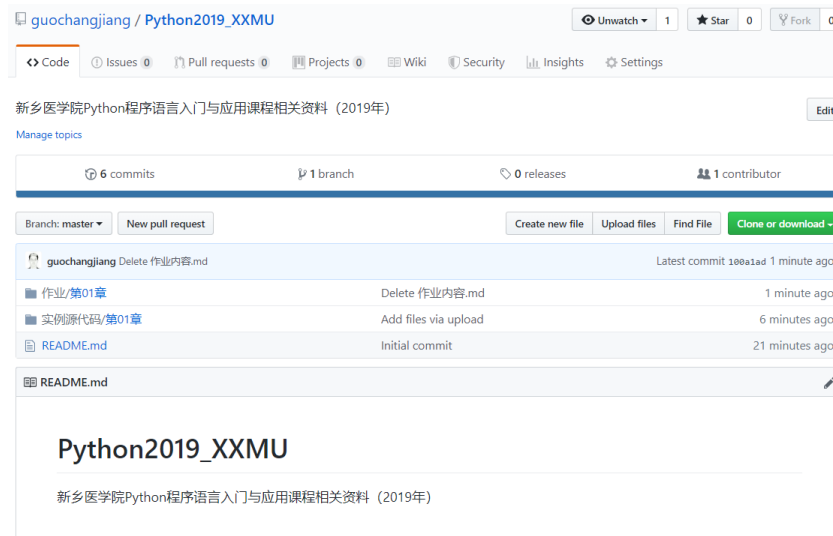 guochangjiang / Python2019_XXMU Unwatch 1 Star 0 Fork 0
Code Issues 0 Pull requests 0 Projects 0 Wiki Security Insights Settings
新乡医学院Python程序语言入门与应用课程相关资料（2019年） Edit
Manage topics
6 commits 1 branch 0 releases 1 contributor
Branch: master New pull request Create new file Upload files Find File Clone or download
guochangjiang Delete 作业内容.md Latest commit 100a1ad 1 minute ago
作业/第01章 Delete 作业内容.md 1 minute ago
实例源代码/第01章 Add files via upload 6 minutes ago
README.md Initial commit 21 minutes ago
README.md
Python2019_XXMU
新乡医学院Python程序语言入门与应用课程相关资料（2019年）